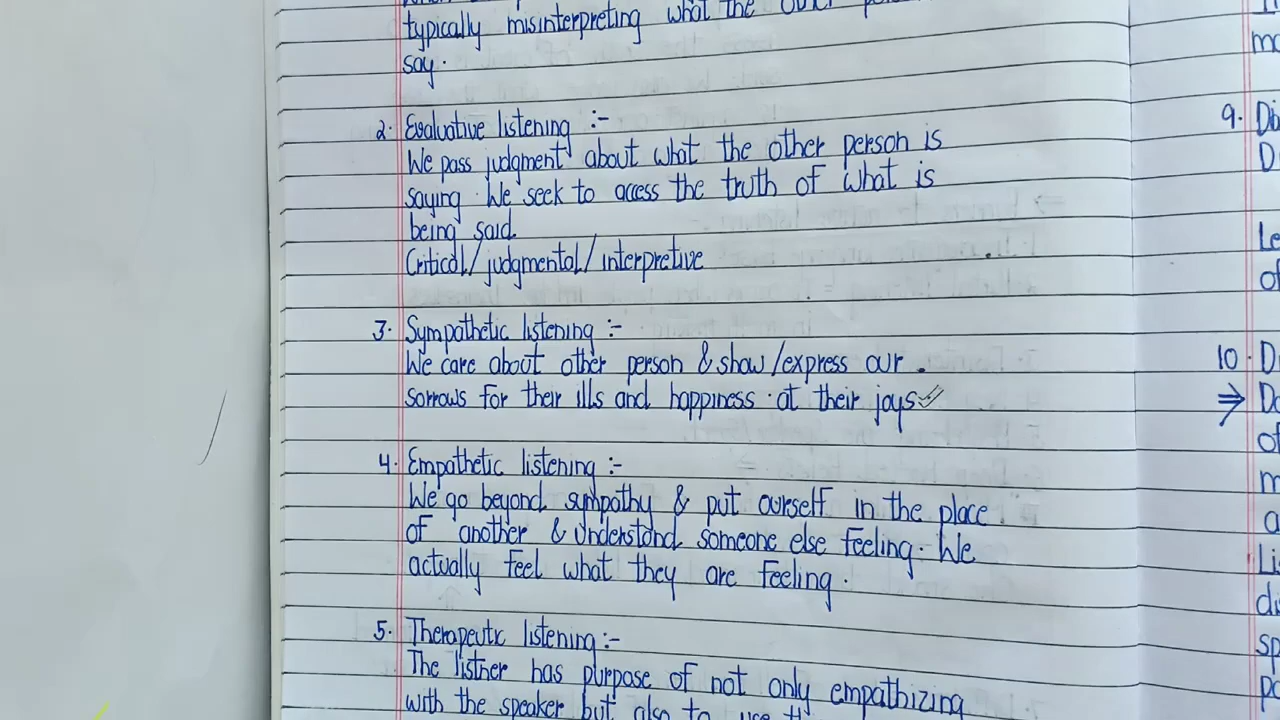 typically misinterpreting what the other
say.
2. Evaluative listening :-
We pass judgment about what the other person is
saying. We seek to access the truth of what is
being said.
Critical/judgmental/interpretive
3. Sympathetic listening :-
We care about other person & show/express our.
sorrows for their ills and happiness at their joys
4. Empathetic listening :-
We go beyond sympathy & put ourself in the place
of another & understand someone else feeling. We
actually feel what they are feeling.
5. Therapeutic listening:-
The listner has purpose of not only empathizing
with the speaker but also to use
9.
10.
⇒
of